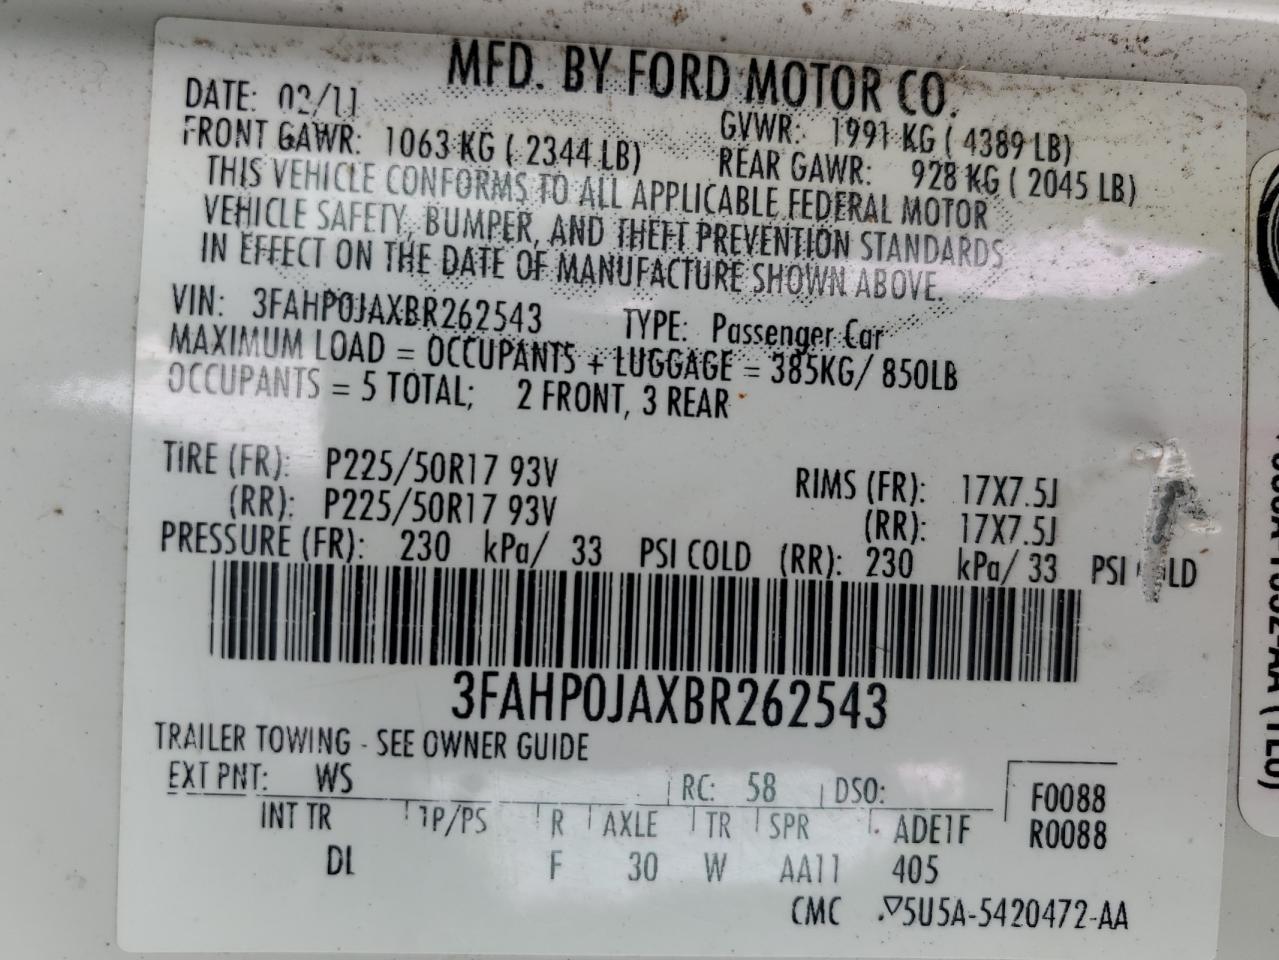 MFD. BY FORD MOTOR CO.
DATE: 02/11 GVWR: 1991 KG ( 4389 LB)
FRONT GAWR: 1063 KG ( 2344 LB) REAR GAWR: 928 KG ( 2045 LB)
THIS VEHICLE CONFORMS TO ALL APPLICABLE FEDERAL MOTOR
VEHICLE SAFETY, BUMPER, AND THEFT PREVENTION STANDARDS
IN EFFECT ON THE DATE OF MANUFACTURE SHOWN ABOVE.
VIN: 3FAHP0JAXBR262543 TYPE: Passenger Car
MAXIMUM LOAD = OCCUPANTS + LUGGAGE = 385KG/ 850LB
OCCUPANTS = 5 TOTAL; 2 FRONT, 3 REAR
TIRE (FR): P225/50R17 93V RIMS (FR): 17X7.5J
(RR): P225/50R17 93V (RR): 17X7.5J
PRESSURE (FR): 230 kPa/ 33 PSI COLD (RR): 230 kPa/ 33 PSI
3FAHP0JAXBR262543
TRAILER TOWING - SEE OWNER GUIDE
EXT PNT: WS RC: 58 DSO: F0088
INT TR TP/PS R AXLE TR SPR ADE1F R0088
DL F 30 W AA11 405
CMC 5U5A-5420472-AA